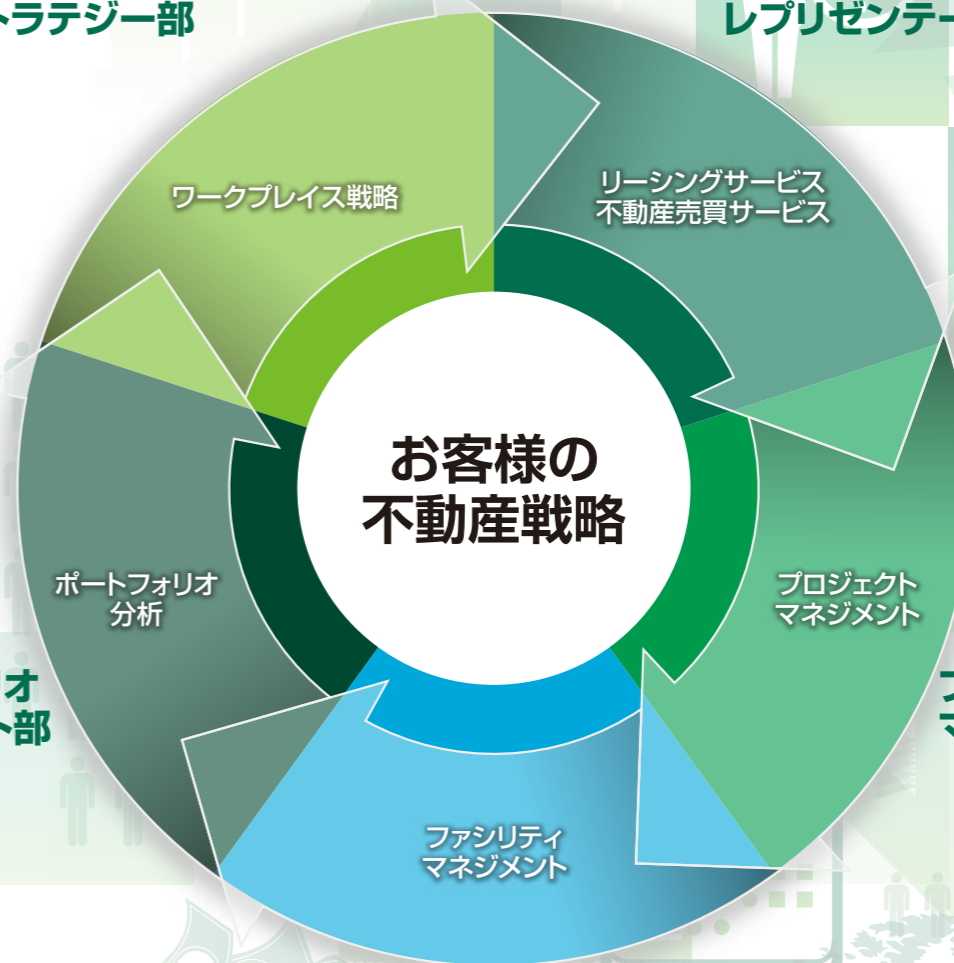 トラテジー部
レプリゼンテー
ワークプレイス戦略
リーシングサービス
不動産売買サービス
お客様の
不動産戦略
ポートフォリオ
分析
プロジェクト
マネジメント
オ
ト部
マ
ファシリティ
マネジメント